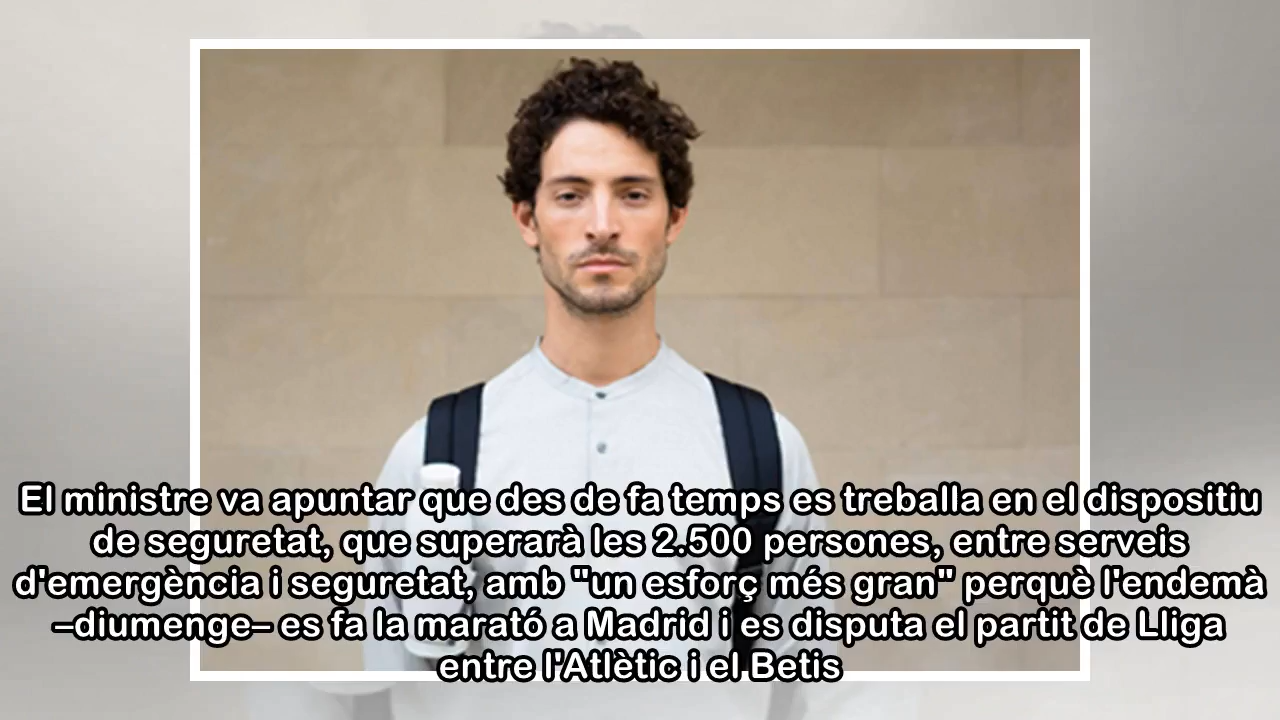 El ministre va apuntar que des de fa temps es treballa en el dispositiu
de seguretat, que superarà les 2.500 persones, entre serveis
d'emergència i seguretat, amb "un esforç més gran" perquè l'endemà
–diumenge– es fa la marató a Madrid i es disputa el partit de Lliga
entre l'Atlètic i el Betis